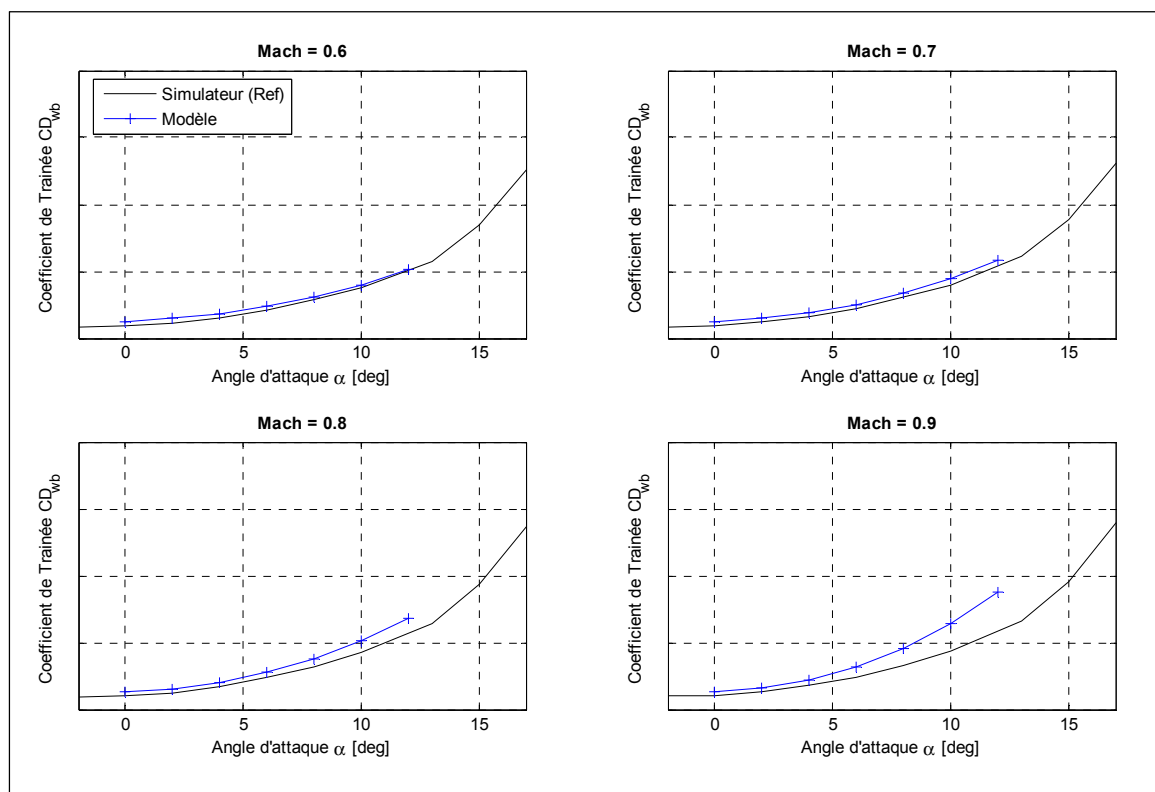 Mach = 0.6
Coefficient de Trainée CD_wb
Simulateur (Ref)
Modèle
0 5 10 15
Angle d'attaque α [deg]
Mach = 0.7
Coefficient de Trainée CD_wb
0 5 10 15
Angle d'attaque α [deg]
Mach = 0.8
Coefficient de Trainée CD_wb
0 5 10 15
Angle d'attaque α [deg]
Mach = 0.9
Coefficient de Trainée CD_wb
0 5 10 15
Angle d'attaque α [deg]